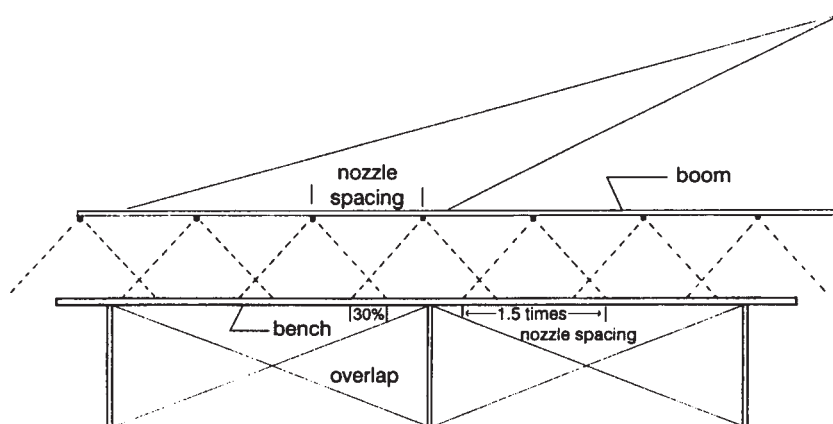 nozzle
spacing
boom
30%
1.5 times
nozzle spacing
bench
overlap